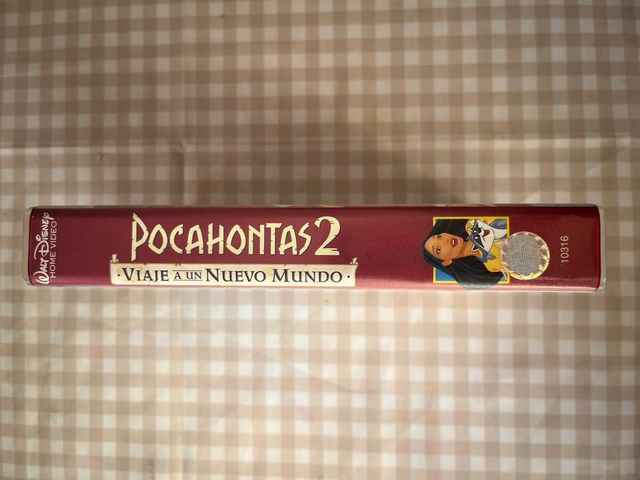 WALT DISNEY
HOME VIDEO
POCAHONTAS 2
· VIAJE A UN NUEVO MUNDO ·
10316